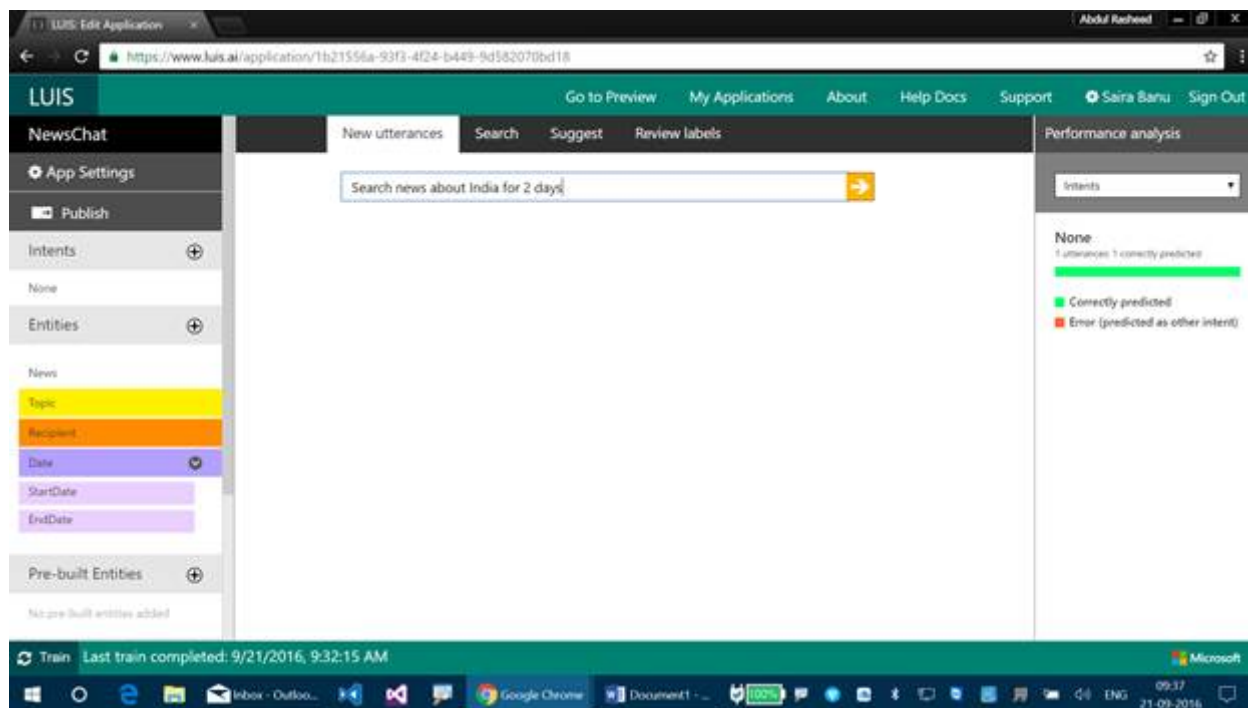 LUIS: Edit Application
Abdul Rasheed
https://www.luis.ai/application/1b21556a-93f3-4f24-b449-9d582070bd18
LUIS
Go to Preview My Applications About Help Docs Support Saira Banu Sign Out
NewsChat
New utterances Search Suggest Review labels
Performance analysis
App Settings
Search news about India for 2 days
Intents
Publish
Intents
None
1 utterances 1 correctly predicted
None
Correctly predicted
Entities
Error (predicted as other intent)
News
Topic
Recipient
Date
StartDate
EndDate
Pre-built Entities
No pre-built entities added
Train Last train completed: 9/21/2016, 9:32:15 AM
Microsoft
Inbox - Outloo... Google Chrome Document1 - ... 100% ENG 09:37
21-09-2016